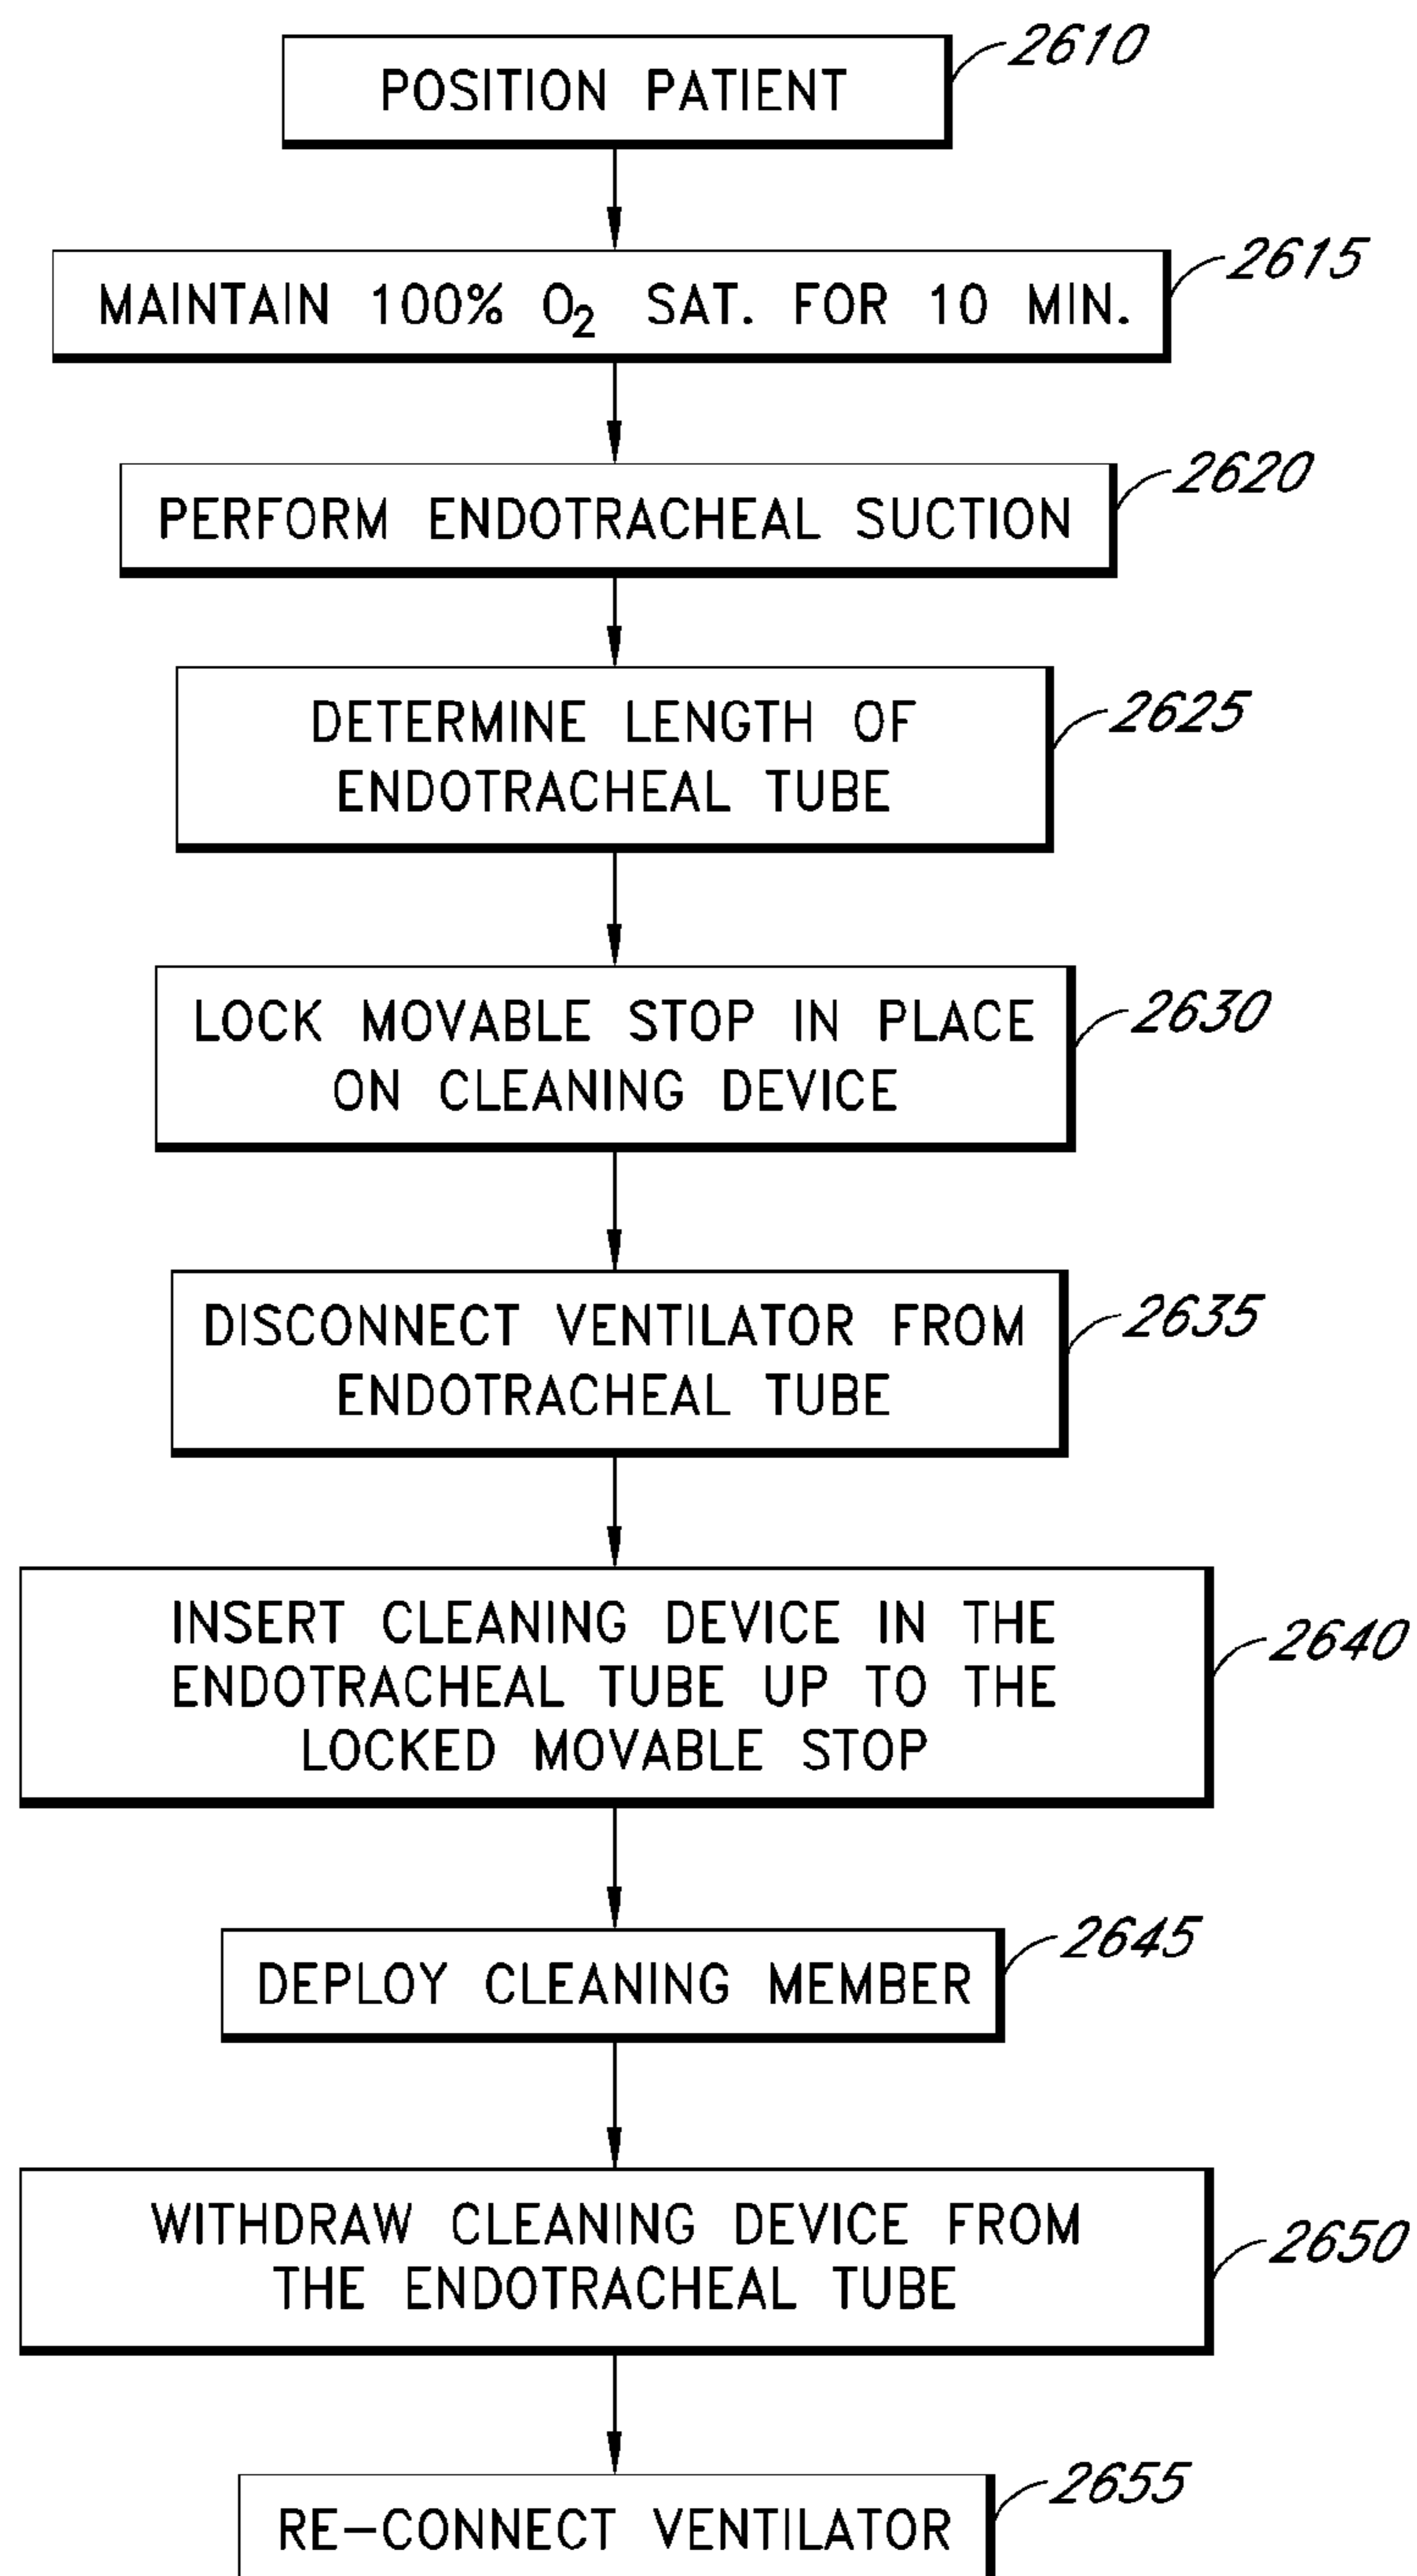 POSITION PATIENT
2610
MAINTAIN 100% O₂ SAT. FOR 10 MIN.
2615
PERFORM ENDOTRACHEAL SUCTION
2620
DETERMINE LENGTH OF
ENDOTRACHEAL TUBE
2625
LOCK MOVABLE STOP IN PLACE
ON CLEANING DEVICE
2630
DISCONNECT VENTILATOR FROM
ENDOTRACHEAL TUBE
2635
INSERT CLEANING DEVICE IN THE
ENDOTRACHEAL TUBE UP TO THE
LOCKED MOVABLE STOP
2640
DEPLOY CLEANING MEMBER
2645
WITHDRAW CLEANING DEVICE FROM
THE ENDOTRACHEAL TUBE
2650
RE-CONNECT VENTILATOR
2655